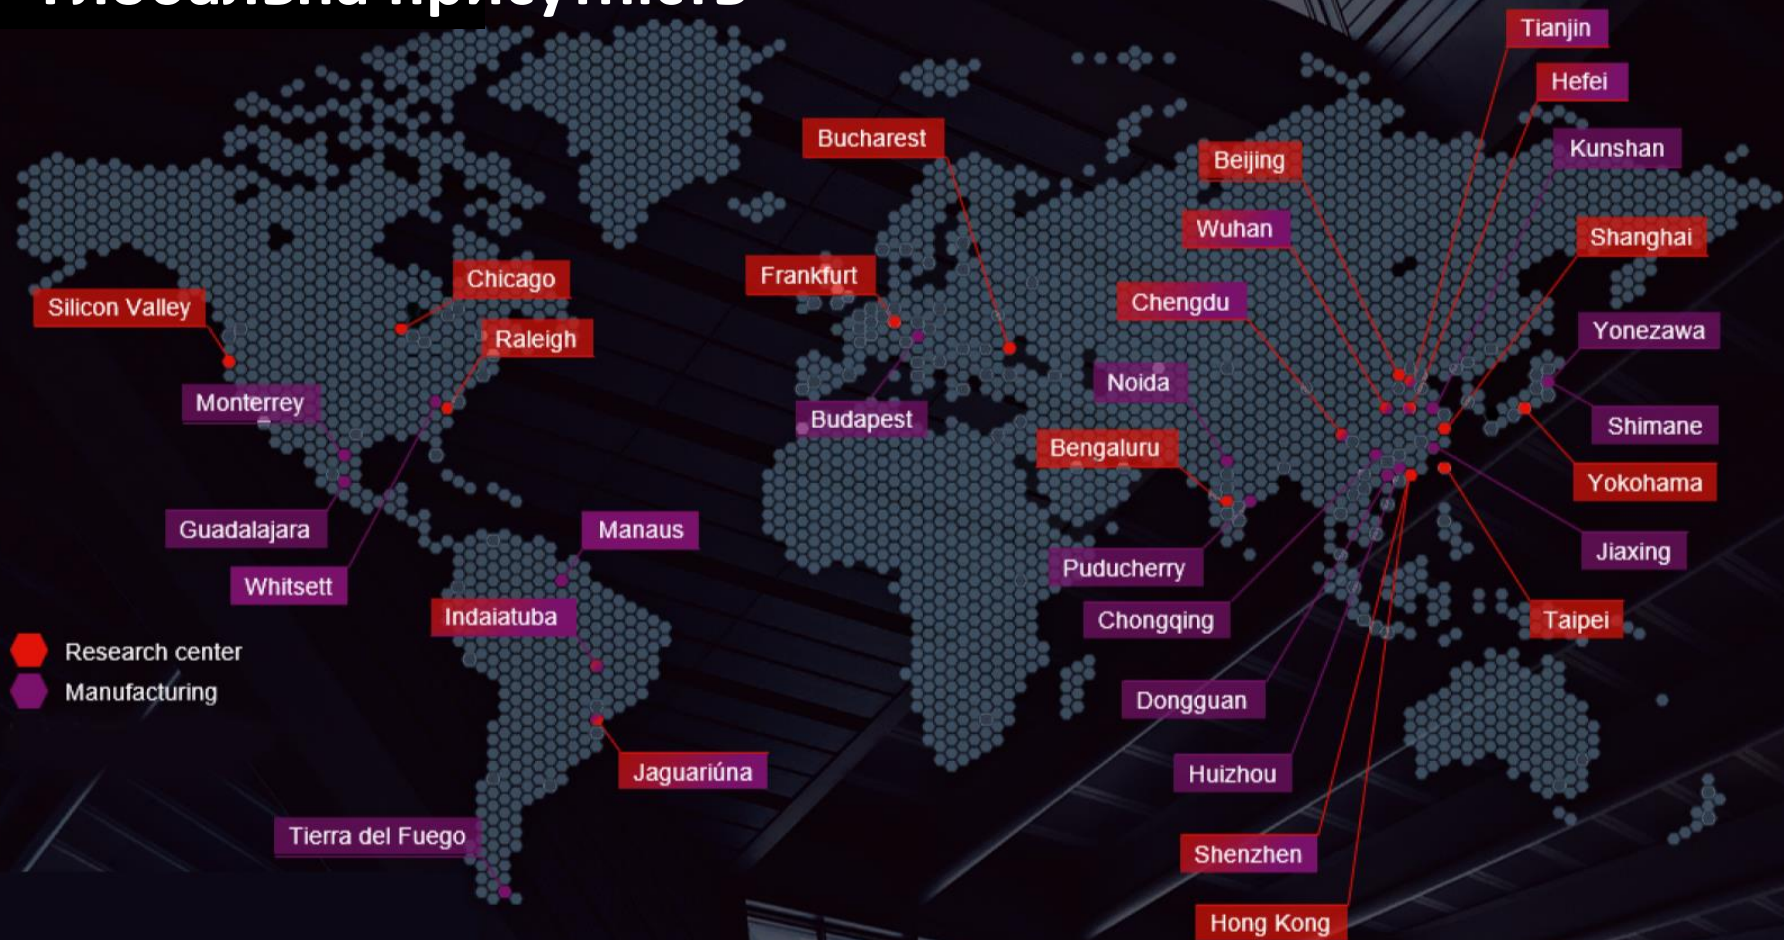 Глобальна присутність
Tianjin
Hefei
Bucharest
Kunshan
Beijing
Wuhan
Shanghai
Frankfurt
Chicago
Chengdu
Silicon Valley
Yonezawa
Raleigh
Noida
Monterrey
Budapest
Shimane
Bengaluru
Yokohama
Guadalajara
Manaus
Jiaxing
Puducherry
Whitsett
Indaiatuba
Chongqing
Taipei
Research center
Manufacturing
Dongguan
Jaguariúna
Huizhou
Tierra del Fuego
Shenzhen
Hong Kong